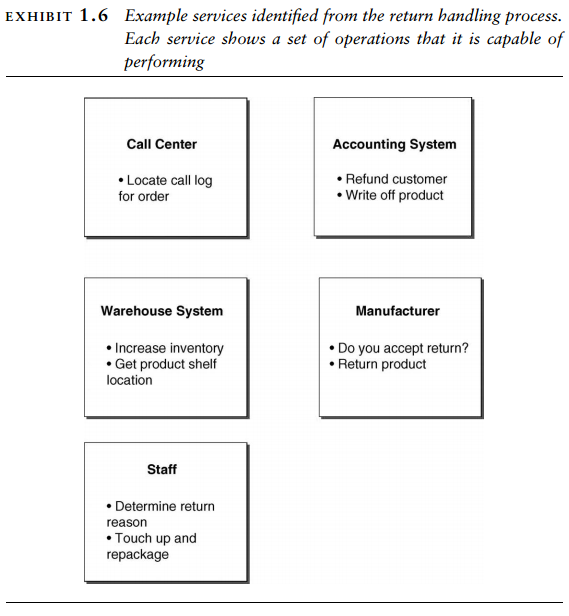 EXHIBIT 1.6 Example services identified from the return handling process.
Each service shows a set of operations that it is capable of
performing
Call Center
• Locate call log
for order
Accounting System
• Refund customer
• Write off product
Warehouse System
• Increase inventory
• Get product shelf
location
Manufacturer
• Do you accept return?
• Return product
Staff
• Determine return
reason
• Touch up and
repackage